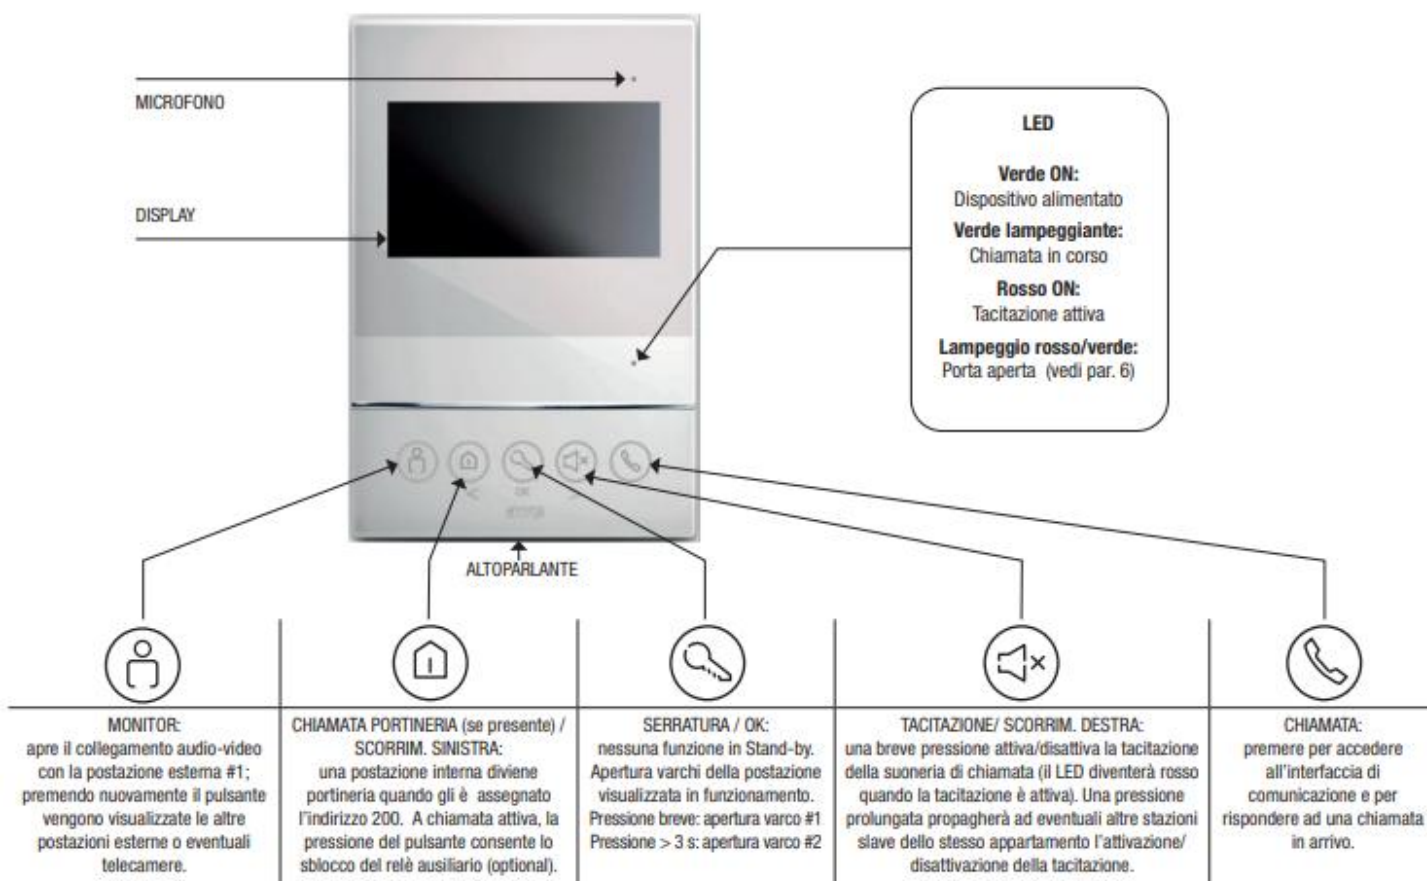 MICROFONO
DISPLAY
LED
Verde ON:
Dispositivo alimentato
Verde lampeggiante:
Chiamata in corso
Rosso ON:
Tacitazione attiva
Lampeggio rosso/verde:
Porta aperta (vedi par. 6)
OK
ALTOPARLANTE
MONITOR:
apre il collegamento audio-video
con la postazione esterna #1;
premendo nuovamente il pulsante
vengono visualizzate le altre
postazioni esterne o eventuali
telecamere.
CHIAMATA PORTINERIA (se presente) /
SCORRIM. SINISTRA:
una postazione interna diviene
portineria quando gli è assegnato
l'indirizzo 200. A chiamata attiva, la
pressione del pulsante consente lo
sblocco del relè ausiliario (optional).
SERRATURA / OK:
nessuna funzione in Stand-by.
Apertura varchi della postazione
visualizzata in funzionamento.
Pressione breve: apertura varco #1
Pressione > 3 s: apertura varco #2
TACITAZIONE/ SCORRIM. DESTRA:
una breve pressione attiva/disattiva la tacitazione
della suoneria di chiamata (il LED diventerà rosso
quando la tacitazione è attiva). Una pressione
prolungata propagherà ad eventuali altre stazioni
slave dello stesso appartamento l'attivazione/
disattivazione della tacitazione.
CHIAMATA:
premere per accedere
all'interfaccia di
comunicazione e per
rispondere ad una chiamata
in arrivo.